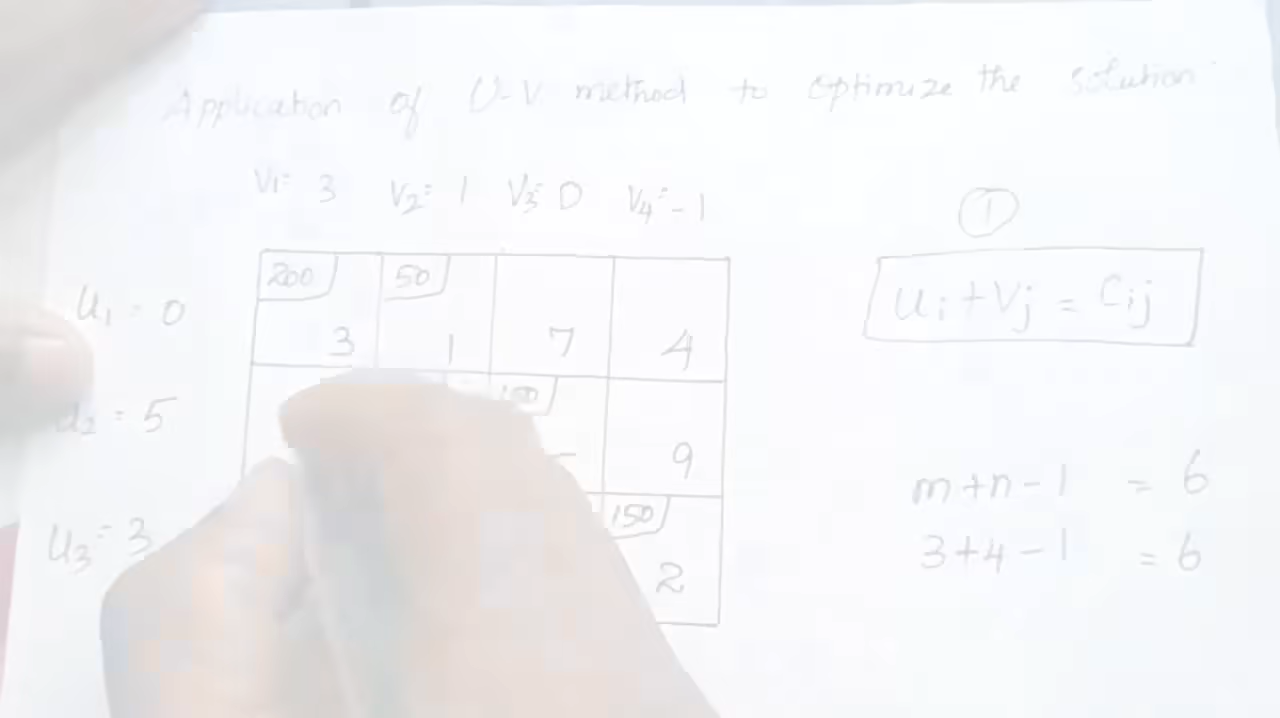 Application of U-V method to optimize the solution
V1= 3 V2= 1 V3= 0 V4= -1
1
200 50
U1 = 0 3 1 7 4
Ui + Vj = Cij
= 5 9
m+n-1 = 6
150
U3= 3 2
3+4-1 = 6